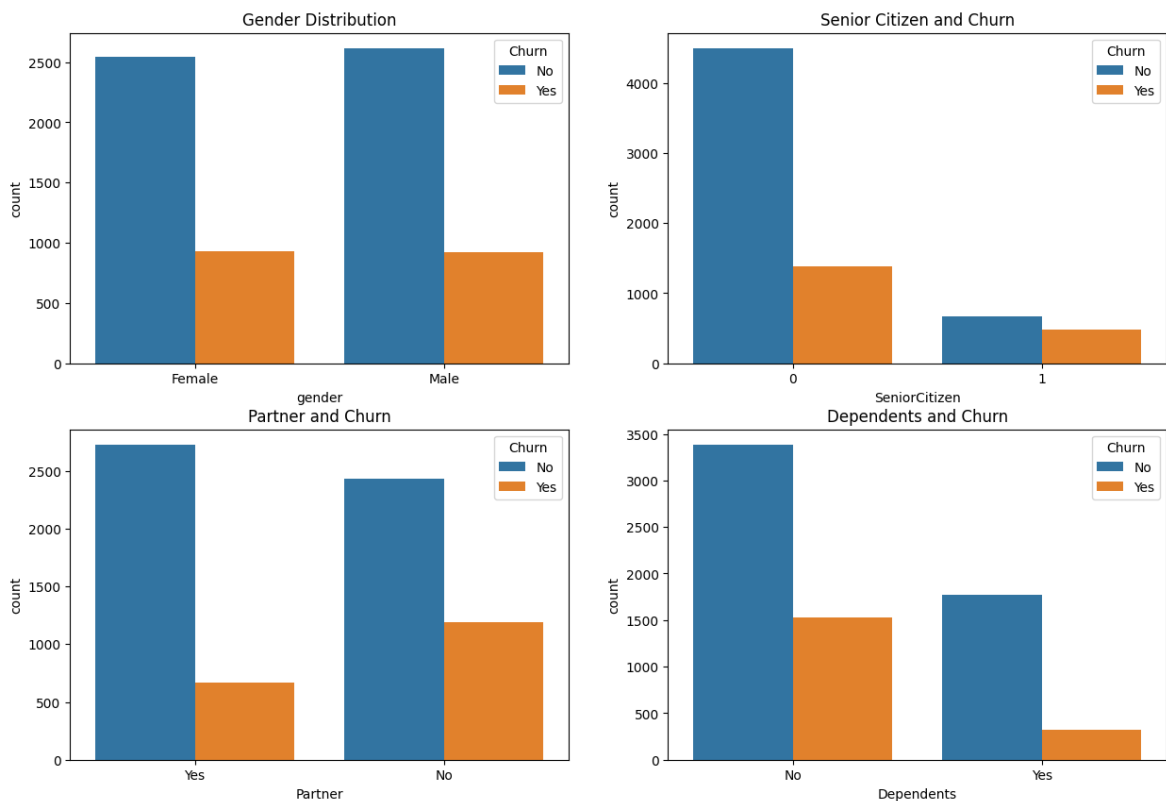 Gender Distribution
Churn
No
Yes
2500
2000
1500
1000
500
0
count
Female
Male
gender
Senior Citizen and Churn
Churn
No
Yes
4000
3000
2000
1000
0
count
0
1
SeniorCitizen
Partner and Churn
Churn
No
Yes
2500
2000
1500
1000
500
0
count
Yes
No
Partner
Dependents and Churn
Churn
No
Yes
3500
3000
2500
2000
1500
1000
500
0
count
No
Yes
Dependents